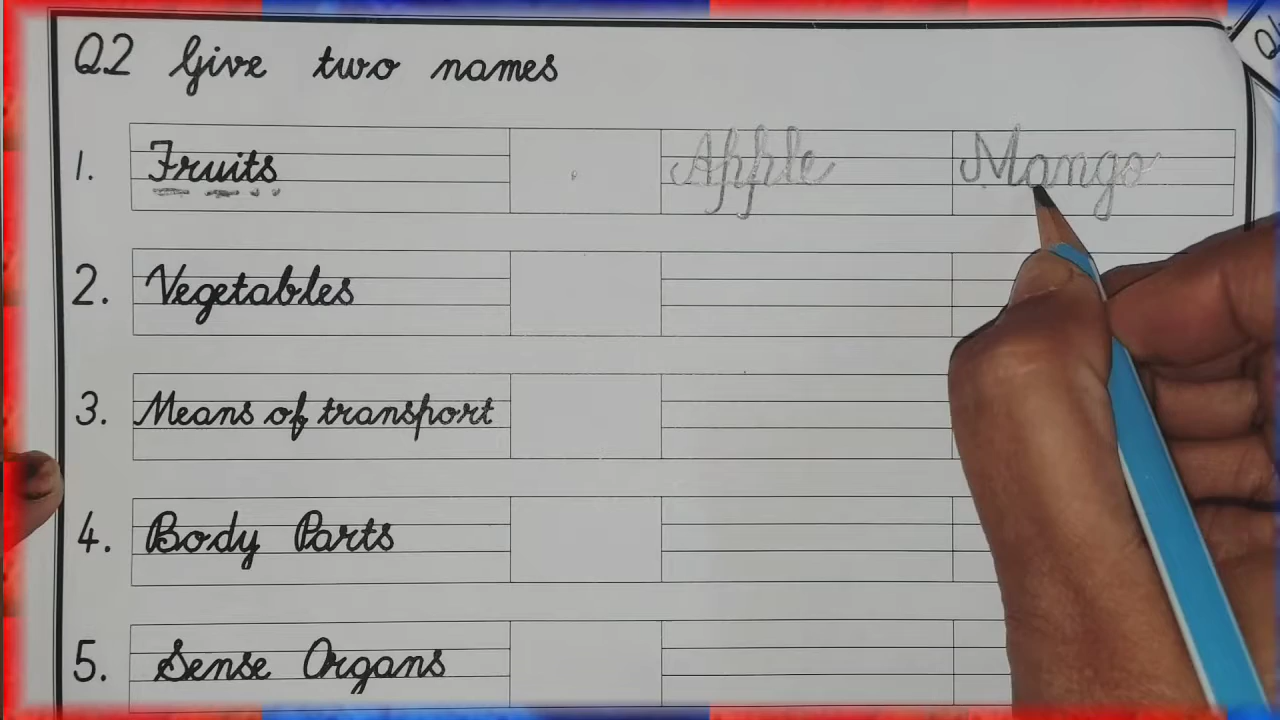 Q.2 Give two names
1. Fruits Apple Mango
2. Vegetables
3. Means of transport
4. Body Parts
5. Sense Organs